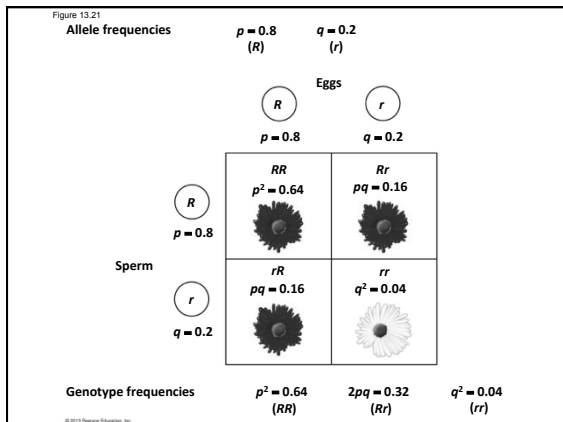 Figure 13.21
Allele frequencies p = 0.8 q = 0.2
(R) (r)
Eggs
R r
p = 0.8 q = 0.2
RR Rr
p² = 0.64 pq = 0.16
R
p = 0.8
Sperm
rR rr
pq = 0.16 q² = 0.04
r
q = 0.2
Genotype frequencies p² = 0.64 2pq = 0.32 q² = 0.04
(RR) (Rr) (rr)
© 2013 Pearson Education, Inc.